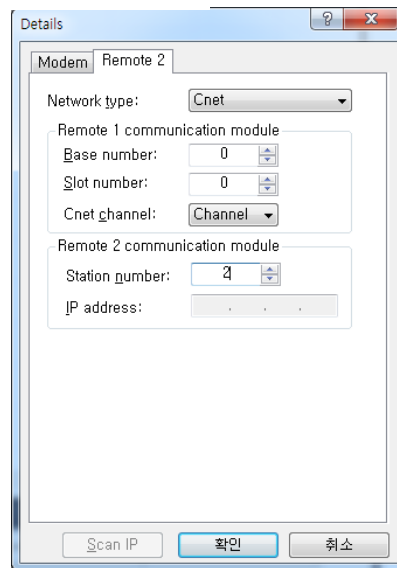 Details
Modem Remote 2
Network type: Cnet
Remote 1 communication module
Base number: 0
Slot number: 0
Cnet channel: Channel
Remote 2 communication module
Station number: 2
IP address: . . .
Scan IP 확인 취소